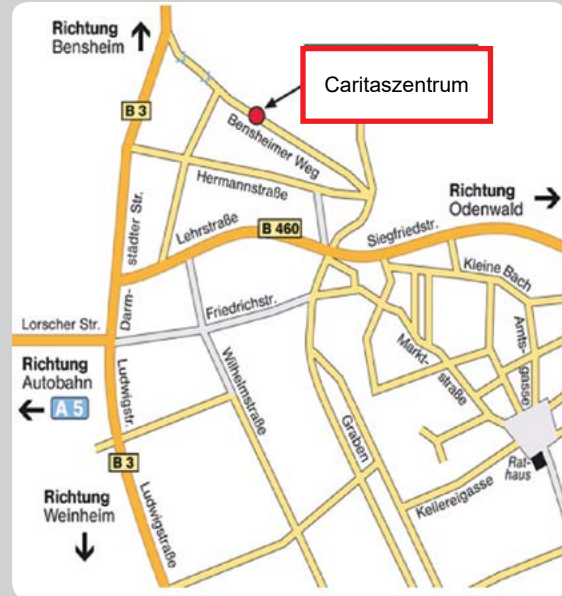 Richtung
Bensheim
Caritaszentrum
B 3
Bensheimer Weg
Hermannstraße
Richtung
Odenwald
Darm-
städter Str.
Lehrstraße
B 460
Siegfriedstr.
Kleine Bach
Friedrichstr.
Lorscher Str.
Amts-
gasse
Markt-
straße
Richtung
Autobahn
A 5
Ludwigstr.
Wilhelmstraße
Graben
B 3
Rat-
haus
Kellereigasse
Richtung
Weinheim
Ludwigstraße